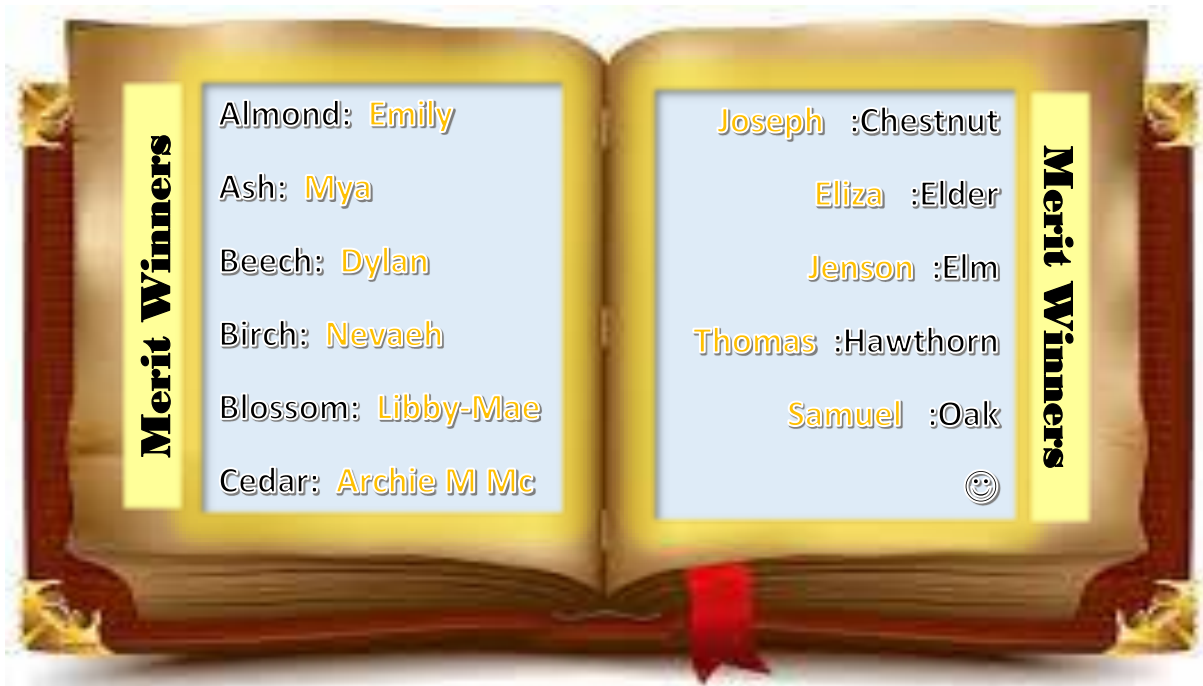 Merit Winners
Almond: Emily
Ash: Mya
Beech: Dylan
Birch: Nevaeh
Blossom: Libby-Mae
Cedar: Archie M Mc
Joseph :Chestnut
Eliza :Elder
Jenson :Elm
Thomas :Hawthorn
Samuel :Oak
☺
Merit Winners